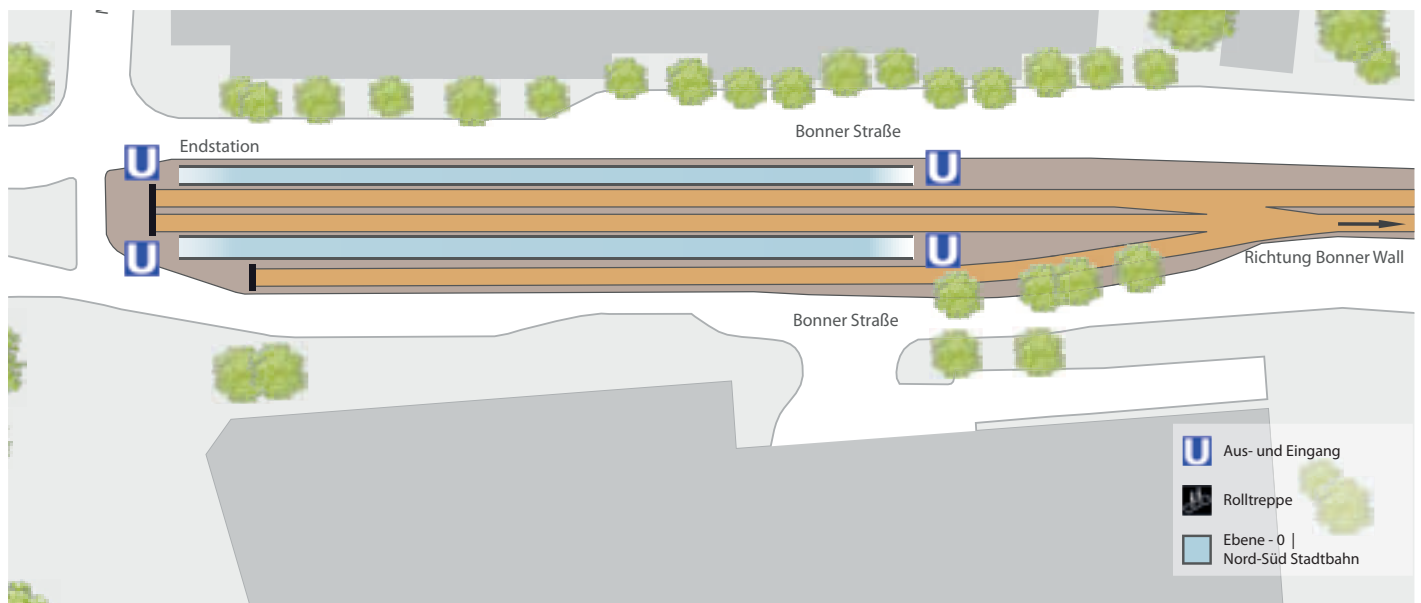 Bonner Straße
Endstation
U
U
U
U
Richtung Bonner Wall
Bonner Straße
U Aus- und Eingang
Rolltreppe
Ebene - 0 |
Nord-Süd Stadtbahn